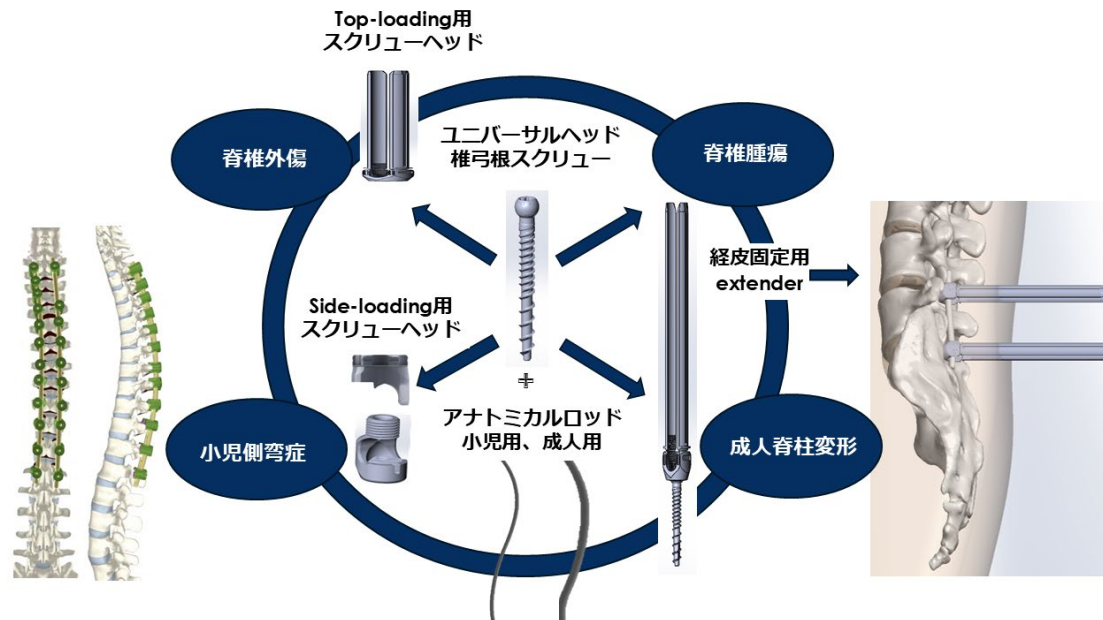 Top-loading用
スクリューヘッド
ユニバーサルヘッド
椎弓根スクリュー
脊椎外傷
脊椎腫瘍
経皮固定用
extender
Side-loading用
スクリューヘッド
+
アナトミカルロッド
小児用、成人用
小児側弯症
成人脊柱変形